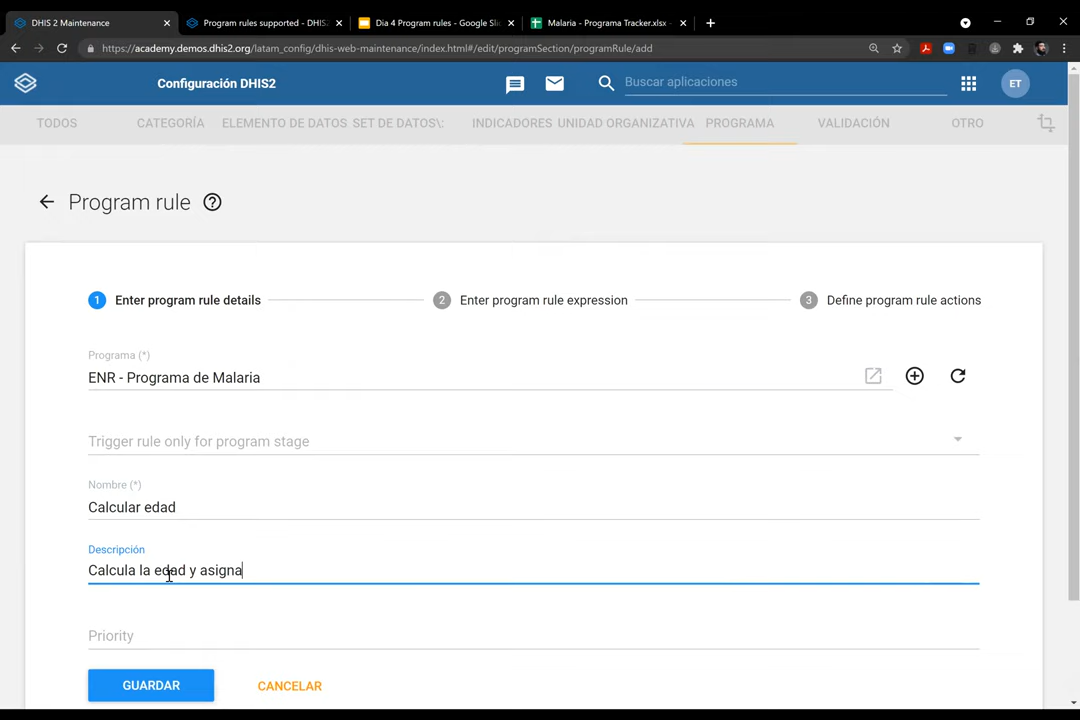 DHIS 2 Maintenance
Program rules supported - DHIS
Dia 4 Program rules - Google Sli
Malaria - Programa Tracker.xlsx -
https://academy.demos.dhis2.org/latam_config/dhis-web-maintenance/index.html#/edit/programSection/programRule/add
Configuración DHIS2
Buscar aplicaciones
ET
TODOS CATEGORÍA ELEMENTO DE DATOS SET DE DATOS\: INDICADORES UNIDAD ORGANIZATIVA PROGRAMA VALIDACIÓN OTRO
Program rule
1 Enter program rule details
2 Enter program rule expression
3 Define program rule actions
Programa (*)
ENR - Programa de Malaria
Trigger rule only for program stage
Nombre (*)
Calcular edad
Descripción
Calcula la edad y asigna
Priority
GUARDAR
CANCELAR